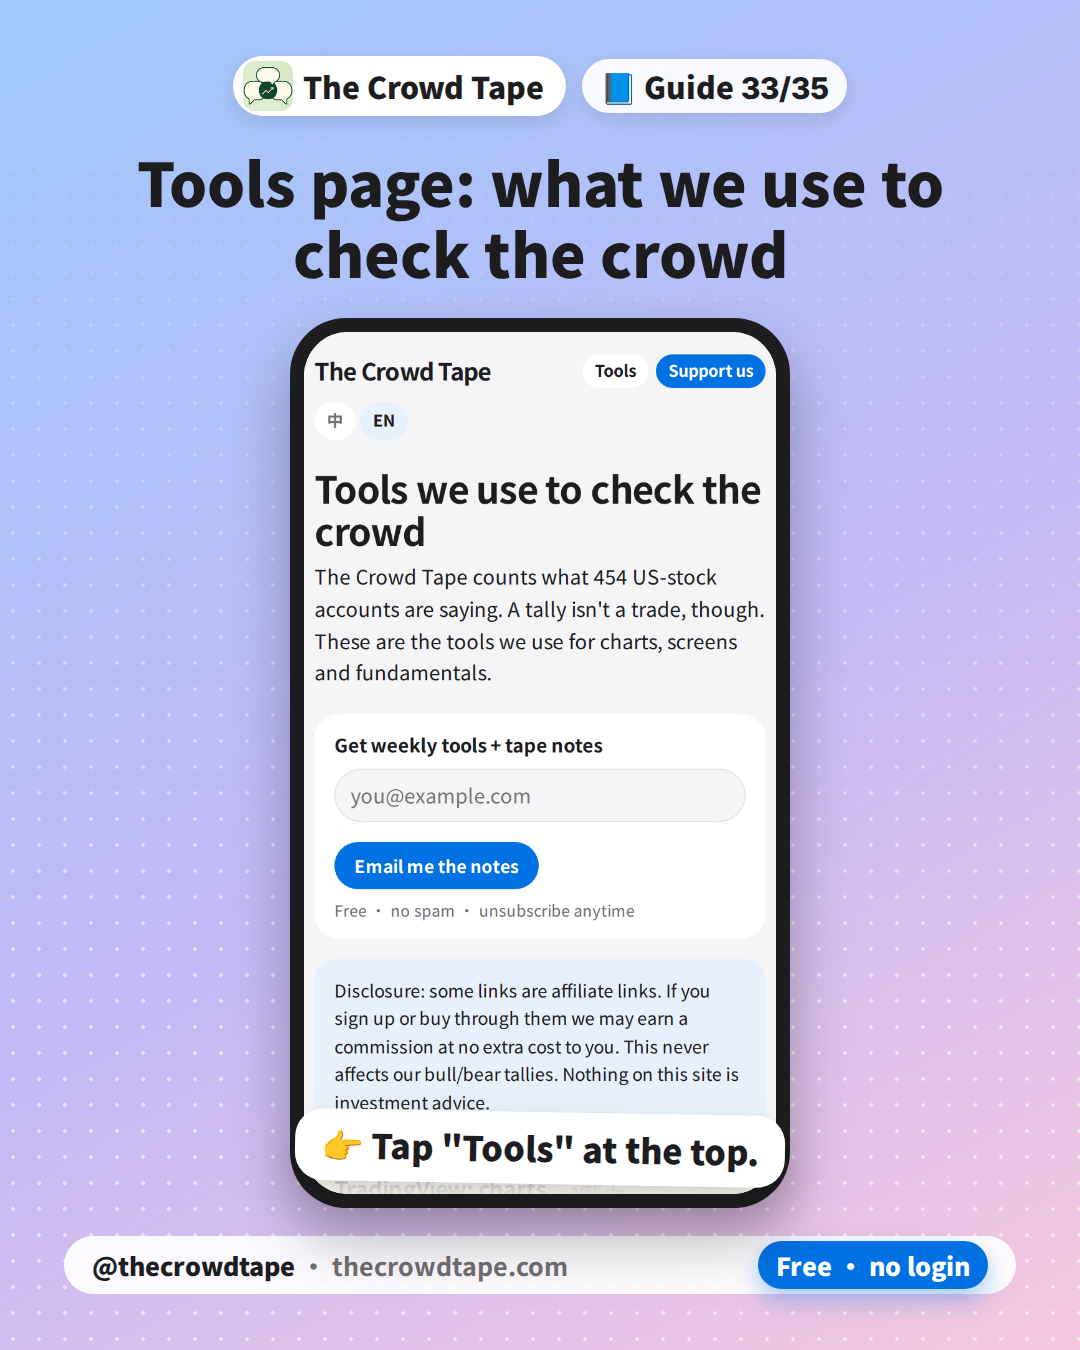 The Crowd Tape
📘 Guide 33/35
Tools page: what we use to
check the crowd
The Crowd Tape
Tools
Support us
中
EN
Tools we use to check the
crowd
The Crowd Tape counts what 454 US-stock
accounts are saying. A tally isn't a trade, though.
These are the tools we use for charts, screens
and fundamentals.
Get weekly tools + tape notes
you@example.com
Email me the notes
Free • no spam • unsubscribe anytime
Disclosure: some links are affiliate links. If you
sign up or buy through them we may earn a
commission at no extra cost to you. This never
affects our bull/bear tallies. Nothing on this site is
investment advice.
👉 Tap "Tools" at the top.
TradingView: charts
Affiliate
@thecrowdtape • thecrowdtape.com
Free • no login